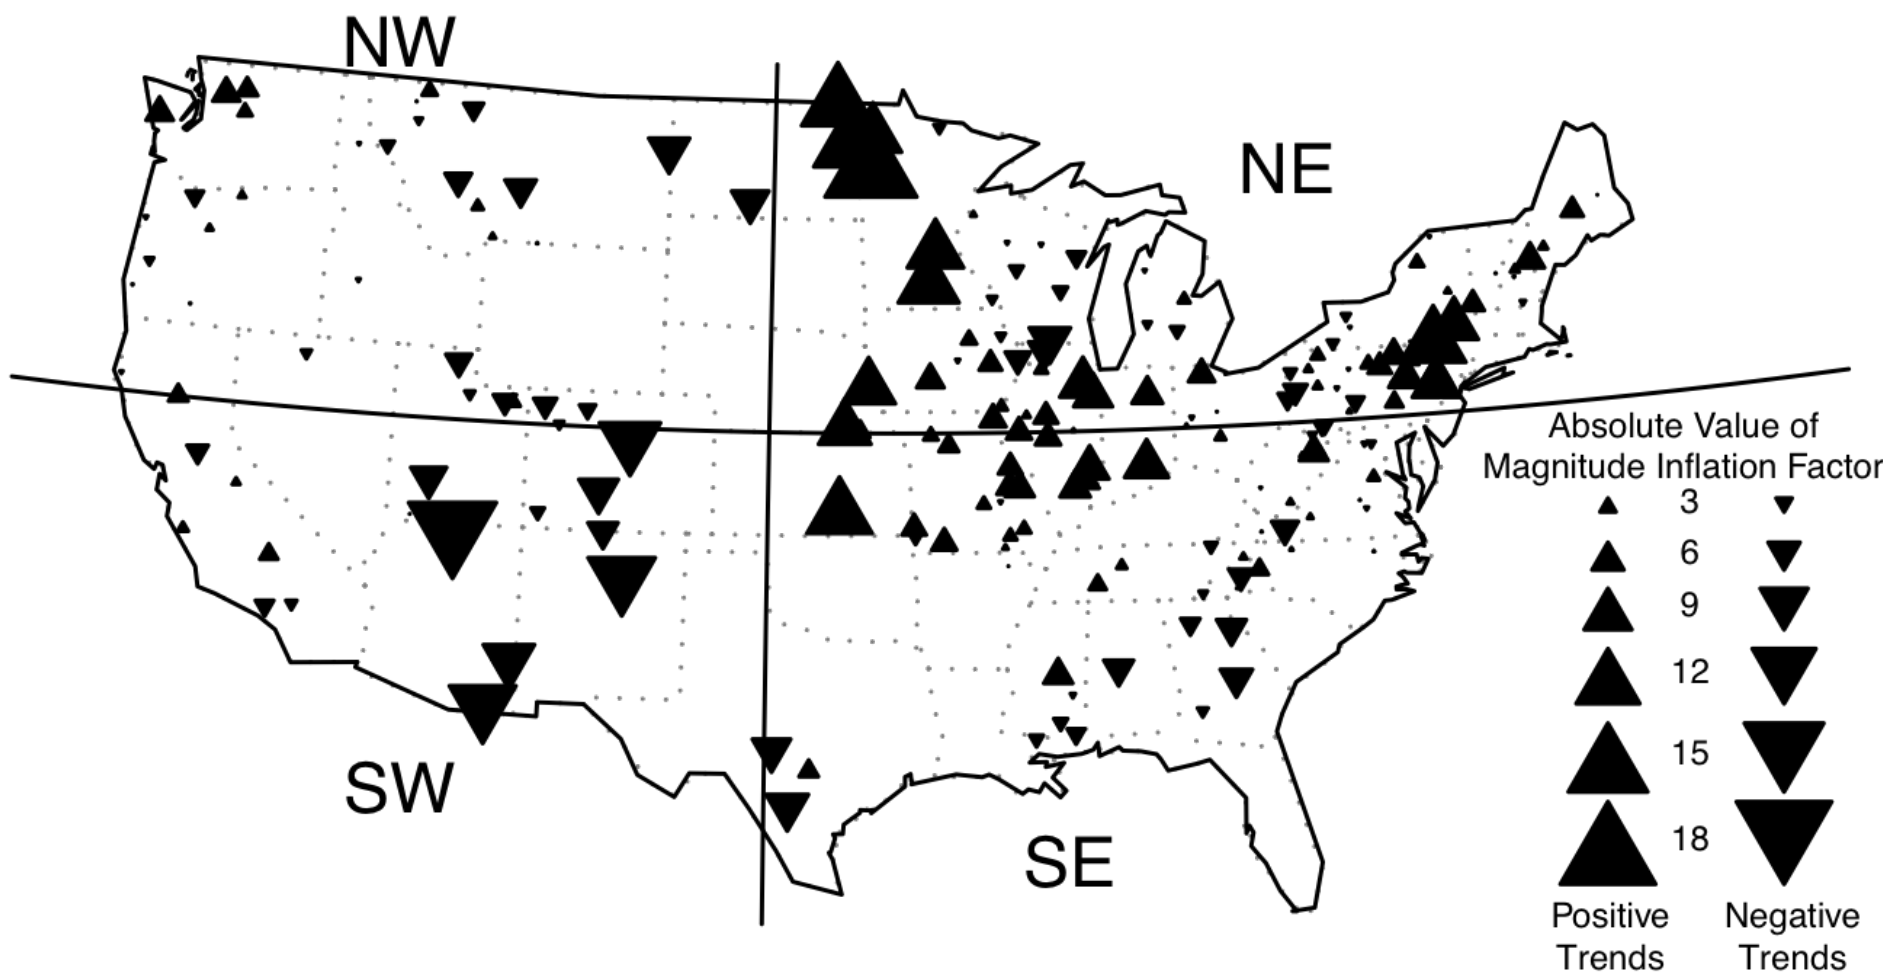 NW
NE
SW
SE
Absolute Value of
Magnitude Inflation Factor
3
6
9
12
15
18
Positive Negative
Trends Trends